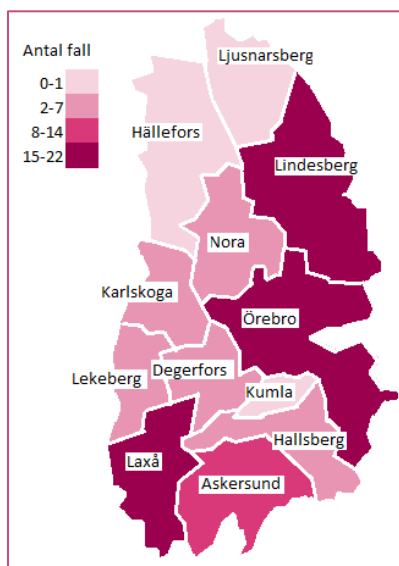 Antal fall
0-1
2-7
8-14
15-22
Ljusnarsberg
Hällefors
Lindesberg
Nora
Karlskoga
Örebro
Degerfors
Lekeberg
Kumla
Hallsberg
Laxå
Askersund